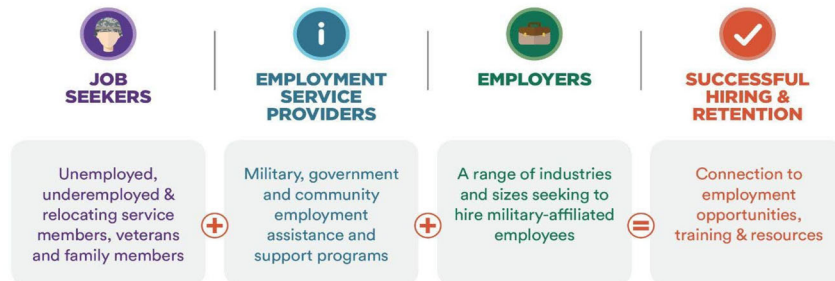 JOB
SEEKERS
EMPLOYMENT
SERVICE
PROVIDERS
EMPLOYERS
SUCCESSFUL
HIRING &
RETENTION
Unemployed,
underemployed &
relocating service
members, veterans
and family members
+
Military, government
and community
employment
assistance and
support programs
+
A range of industries
and sizes seeking to
hire military-affiliated
employees
=
Connection to
employment
opportunities,
training & resources